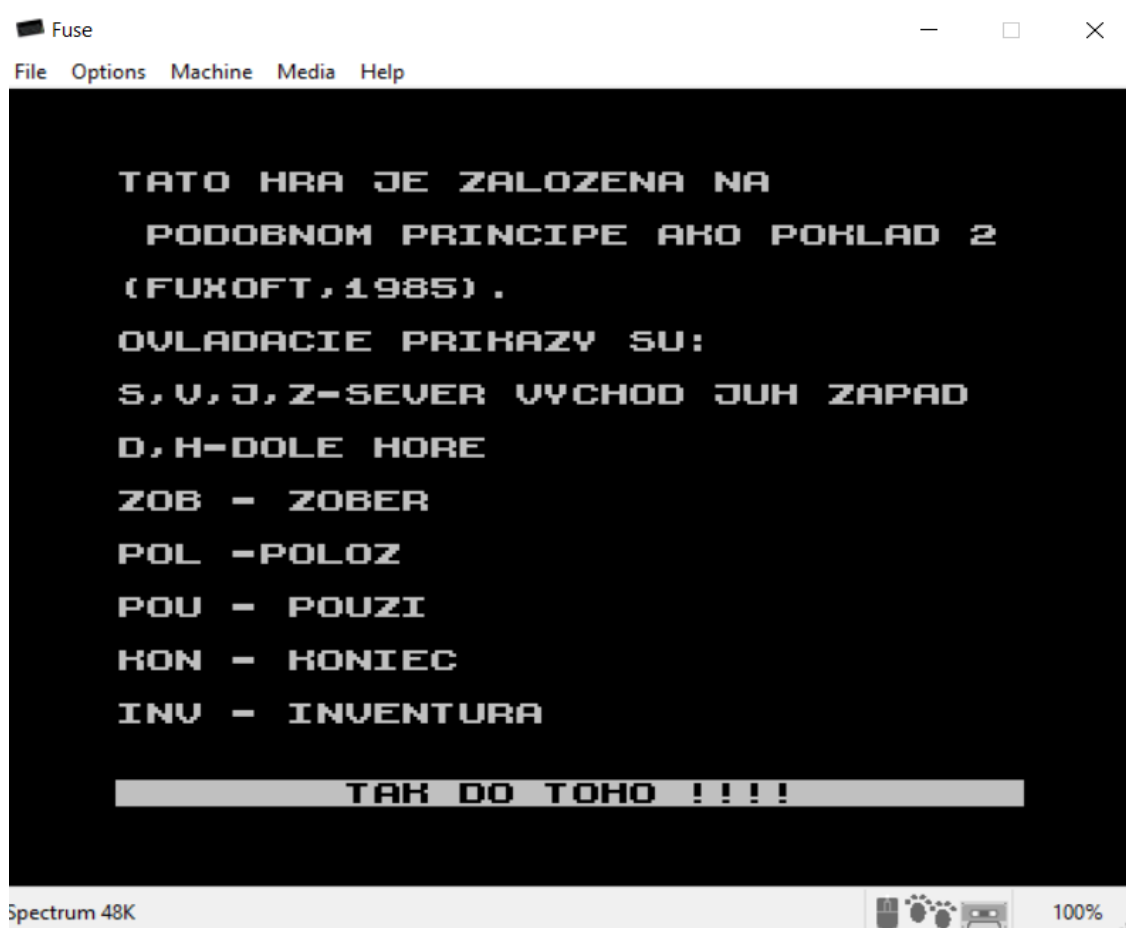 Fuse
File Options Machine Media Help
TATO HRA JE ZALOZENA NA
PODOBNOM PRINCIPE AKO POKLAD 2
(FUXOFT,1985).
OVLADACIE PRIKAZY SU:
S,V,J,Z-SEVER VYCHOD JUH ZAPAD
D,H-DOLE HORE
ZOB - ZOBER
POL -POLOZ
POU - POUZI
KON - KONIEC
INV - INVENTURA
TAK DO TOHO !!!!
Spectrum 48K 100%